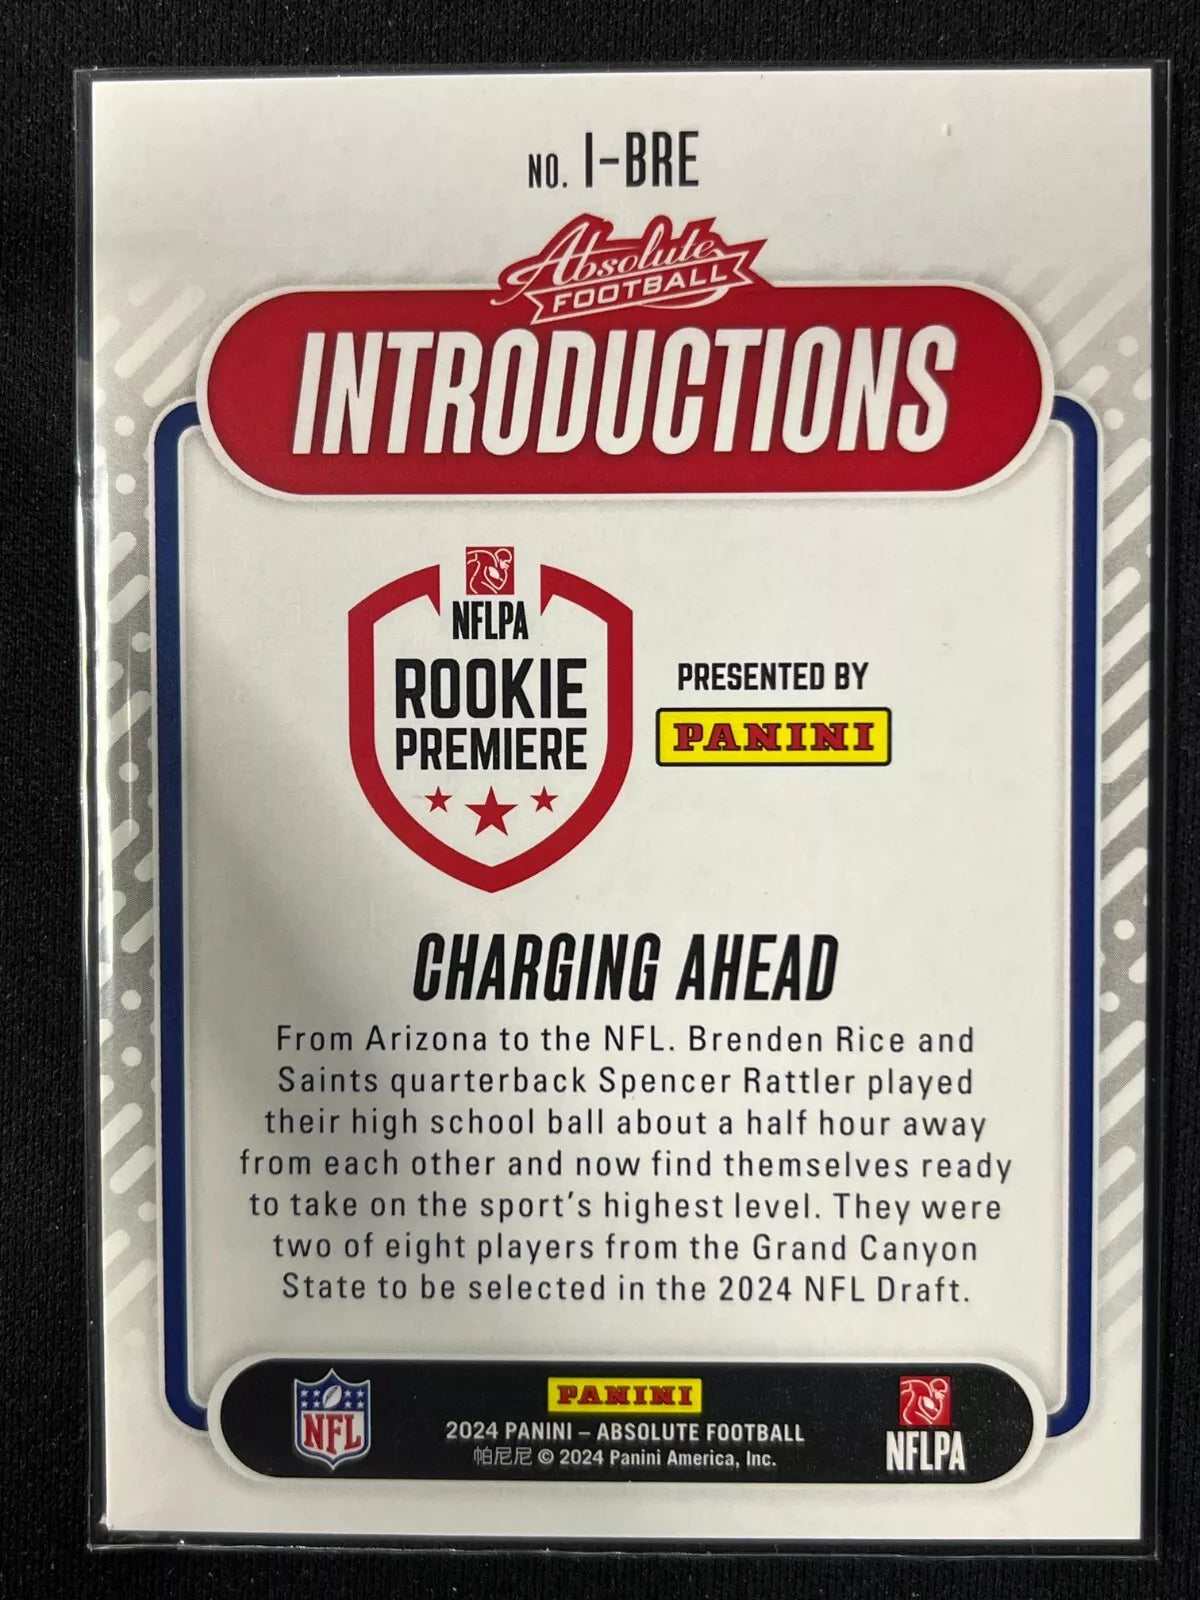 NO. I-BRE
Absolute
FOOTBALL
INTRODUCTIONS
NFLPA
ROOKIE
PREMIERE
PRESENTED BY
PANINI
CHARGING AHEAD
From Arizona to the NFL. Brenden Rice and
Saints quarterback Spencer Rattler played
their high school ball about a half hour away
from each other and now find themselves ready
to take on the sport's highest level. They were
two of eight players from the Grand Canyon
State to be selected in the 2024 NFL Draft.
NFL
PANINI
2024 PANINI – ABSOLUTE FOOTBALL
帕尼尼 © 2024 Panini America, Inc.
NFLPA